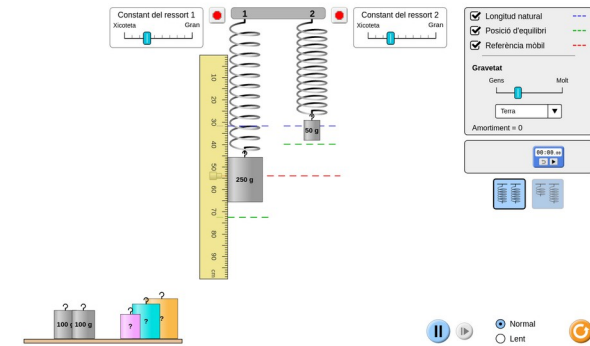 Constant del ressort 1
Xicoteta Gran
1
2
Constant del ressort 2
Xicoteta Gran
Longitud natural
Posició d'equilibri
Referència mòbil
Gravetat
Gens Molt
Terra
Amortiment = 0
00:00.00
10
20
30
40
50
60
70
80
90
cm
50 g
250 g
100 g
100 g
?
?
?
Normal
Lent